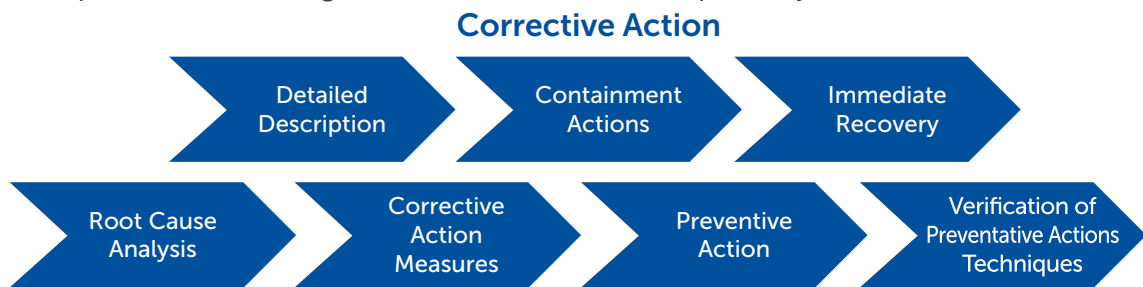 Corrective Action
Detailed
Description
Containment
Actions
Immediate
Recovery
Root Cause
Analysis
Corrective
Action
Measures
Preventive
Action
Verification of
Preventative Actions
Techniques